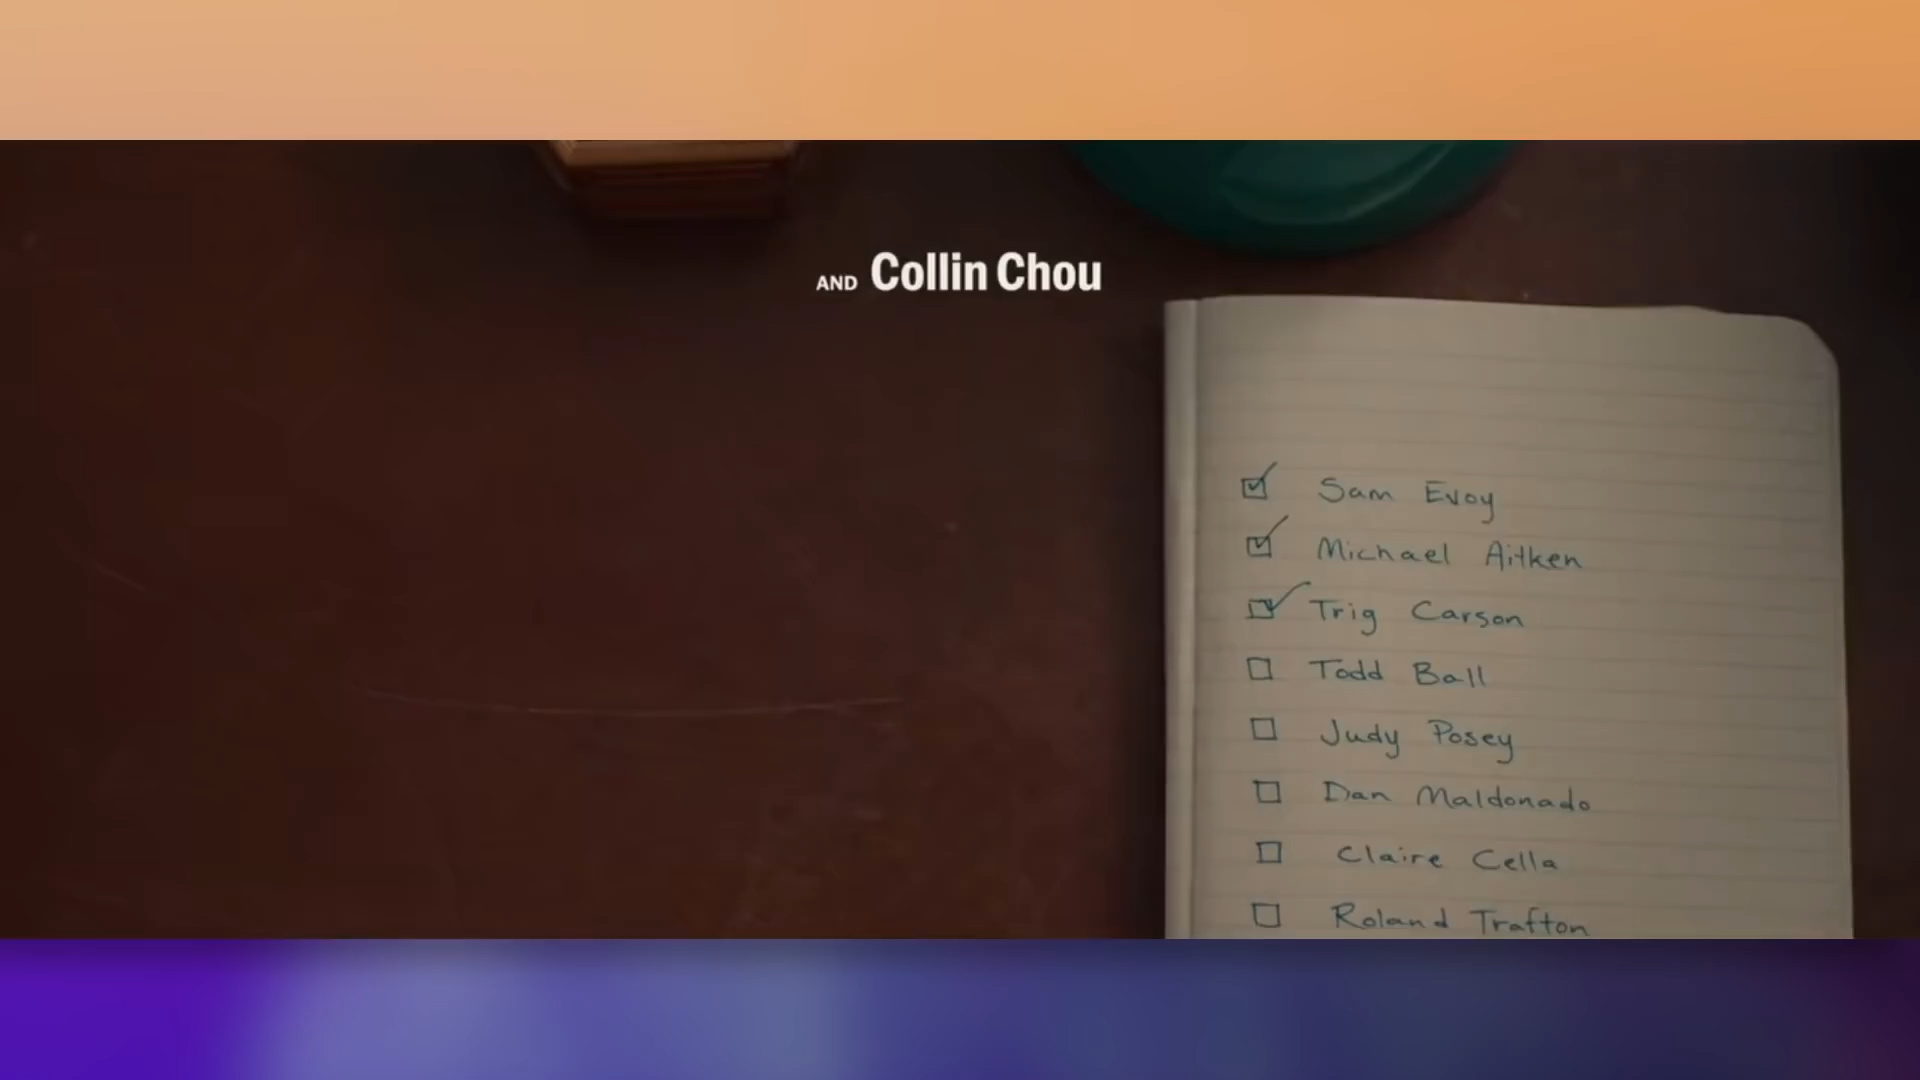 AND Collin Chou
Sam Evoy
Michael Aitken
Trig Carson
Todd Ball
Judy Posey
Dan Maldonado
Claire Cella
Roland Trafton